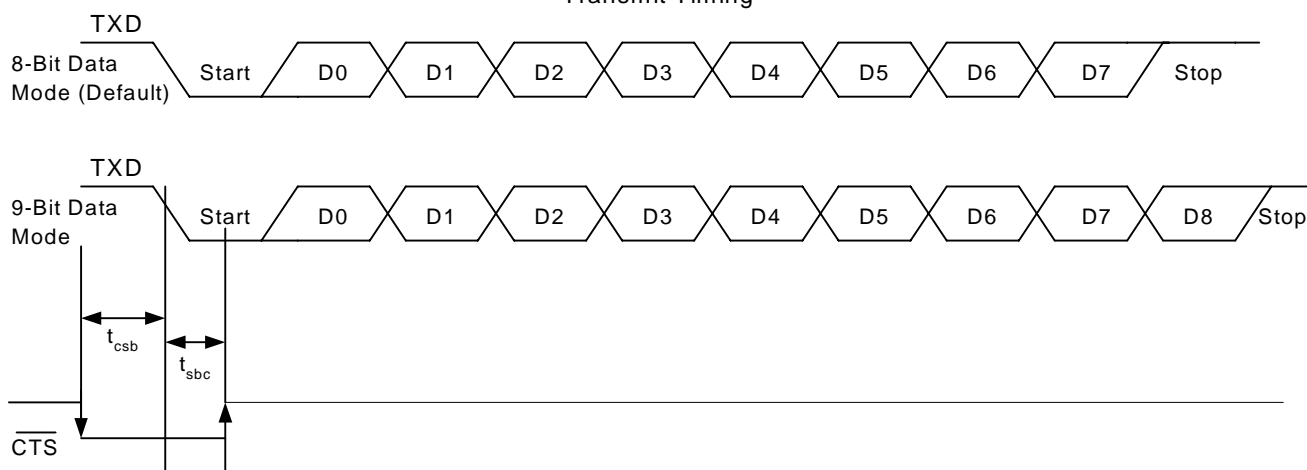 Transmit Timing
TXD
8-Bit Data
Mode (Default)
Start D0 D1 D2 D3 D4 D5 D6 D7 Stop
TXD
9-Bit Data
Mode
Start D0 D1 D2 D3 D4 D5 D6 D7 D8 Stop
tcsb
tsbc
CTS